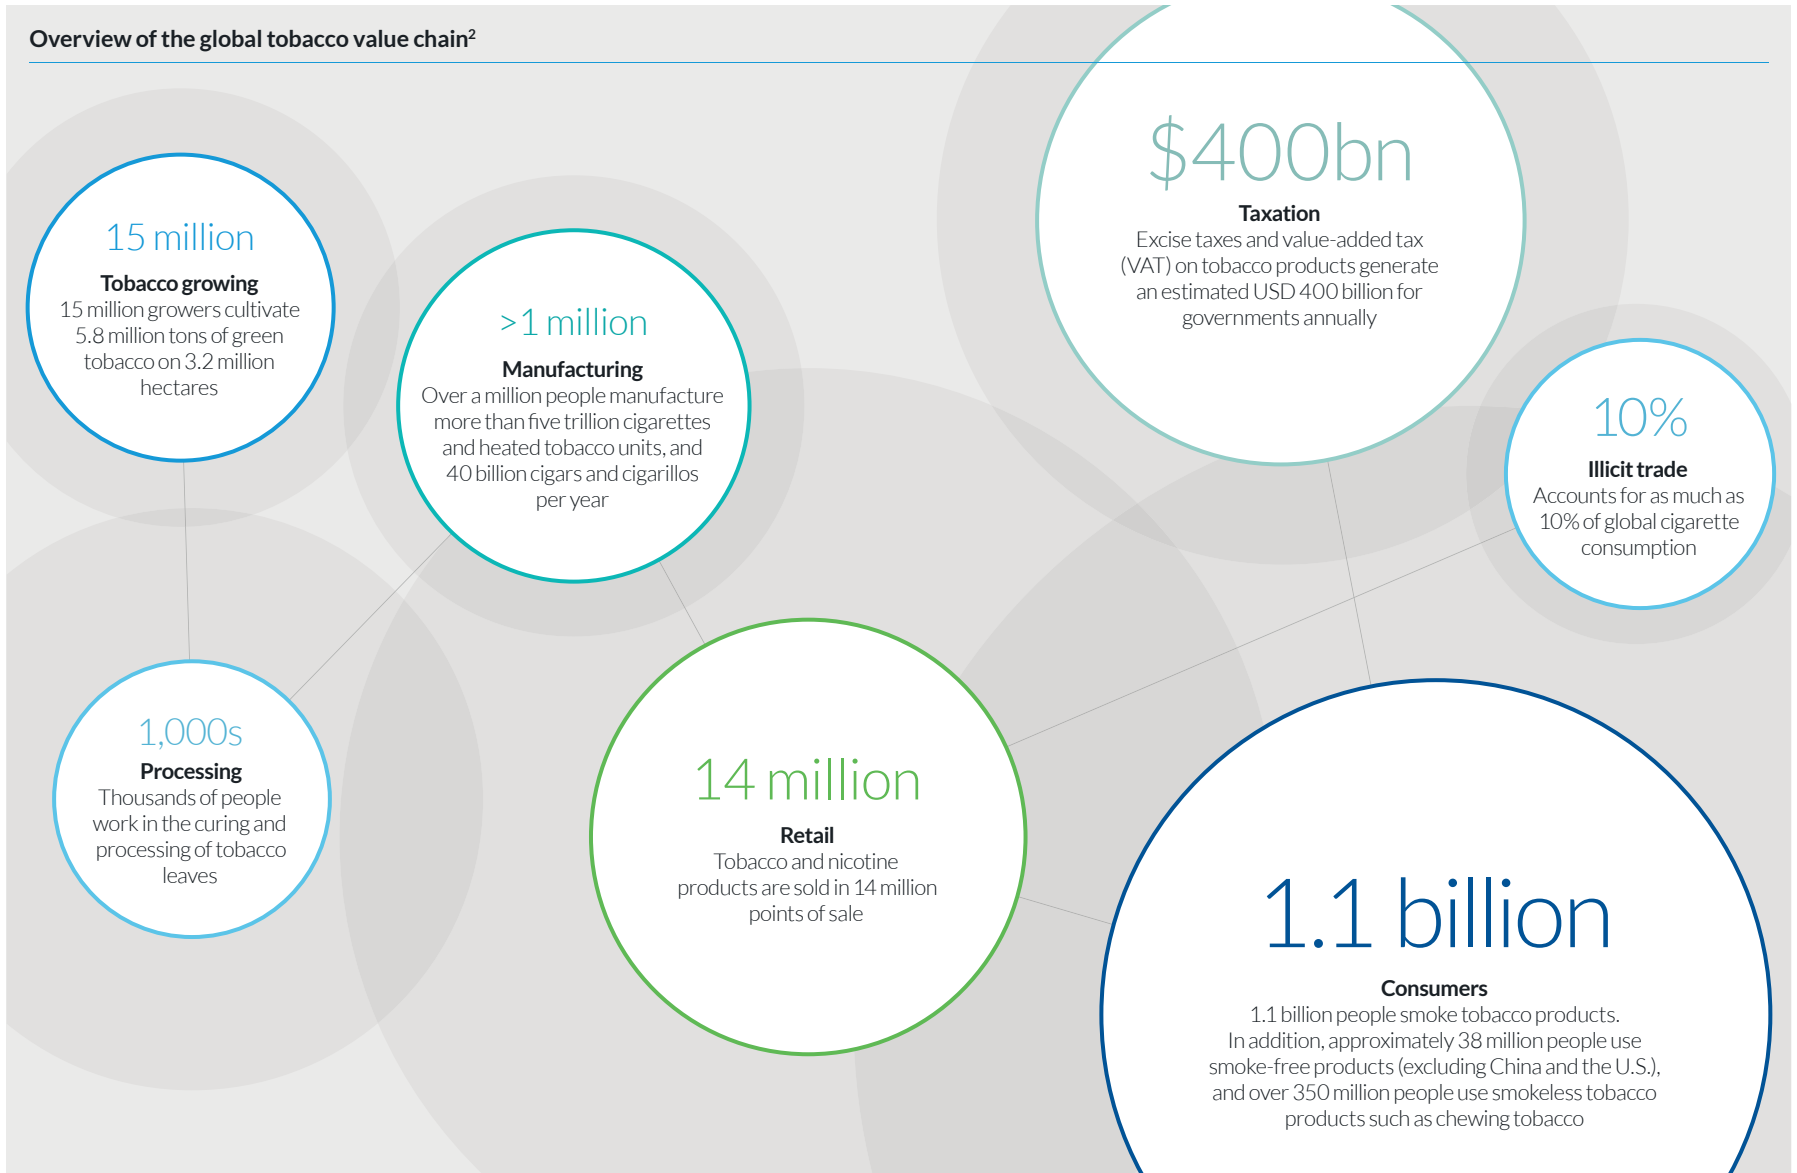 Overview of the global tobacco value chain²
15 million
Tobacco growing
15 million growers cultivate
5.8 million tons of green
tobacco on 3.2 million
hectares
>1 million
Manufacturing
Over a million people manufacture
more than five trillion cigarettes
and heated tobacco units, and
40 billion cigars and cigarillos
per year
$400bn
Taxation
Excise taxes and value-added tax
(VAT) on tobacco products generate
an estimated USD 400 billion for
governments annually
10%
Illicit trade
Accounts for as much as
10% of global cigarette
consumption
1,000s
Processing
Thousands of people
work in the curing and
processing of tobacco
leaves
14 million
Retail
Tobacco and nicotine
products are sold in 14 million
points of sale
1.1 billion
Consumers
1.1 billion people smoke tobacco products.
In addition, approximately 38 million people use
smoke-free products (excluding China and the U.S.),
and over 350 million people use smokeless tobacco
products such as chewing tobacco